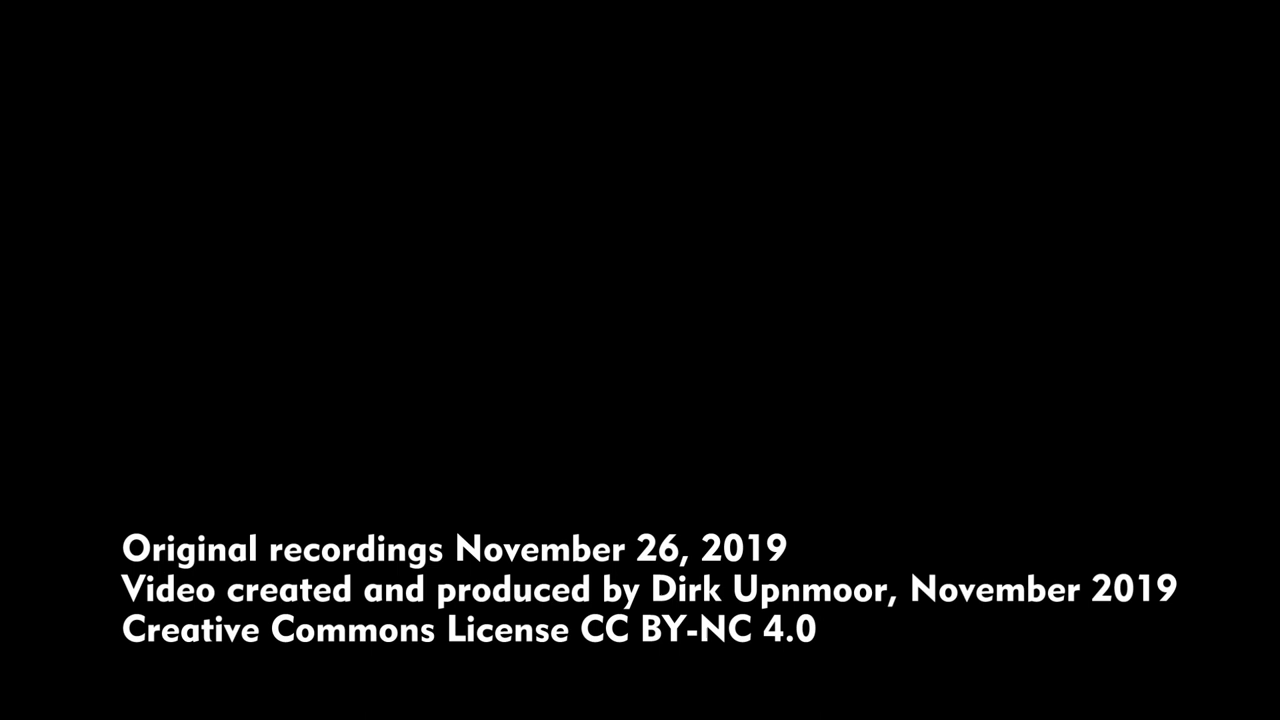 Original recordings November 26, 2019
Video created and produced by Dirk Upnmoor, November 2019
Creative Commons License CC BY-NC 4.0